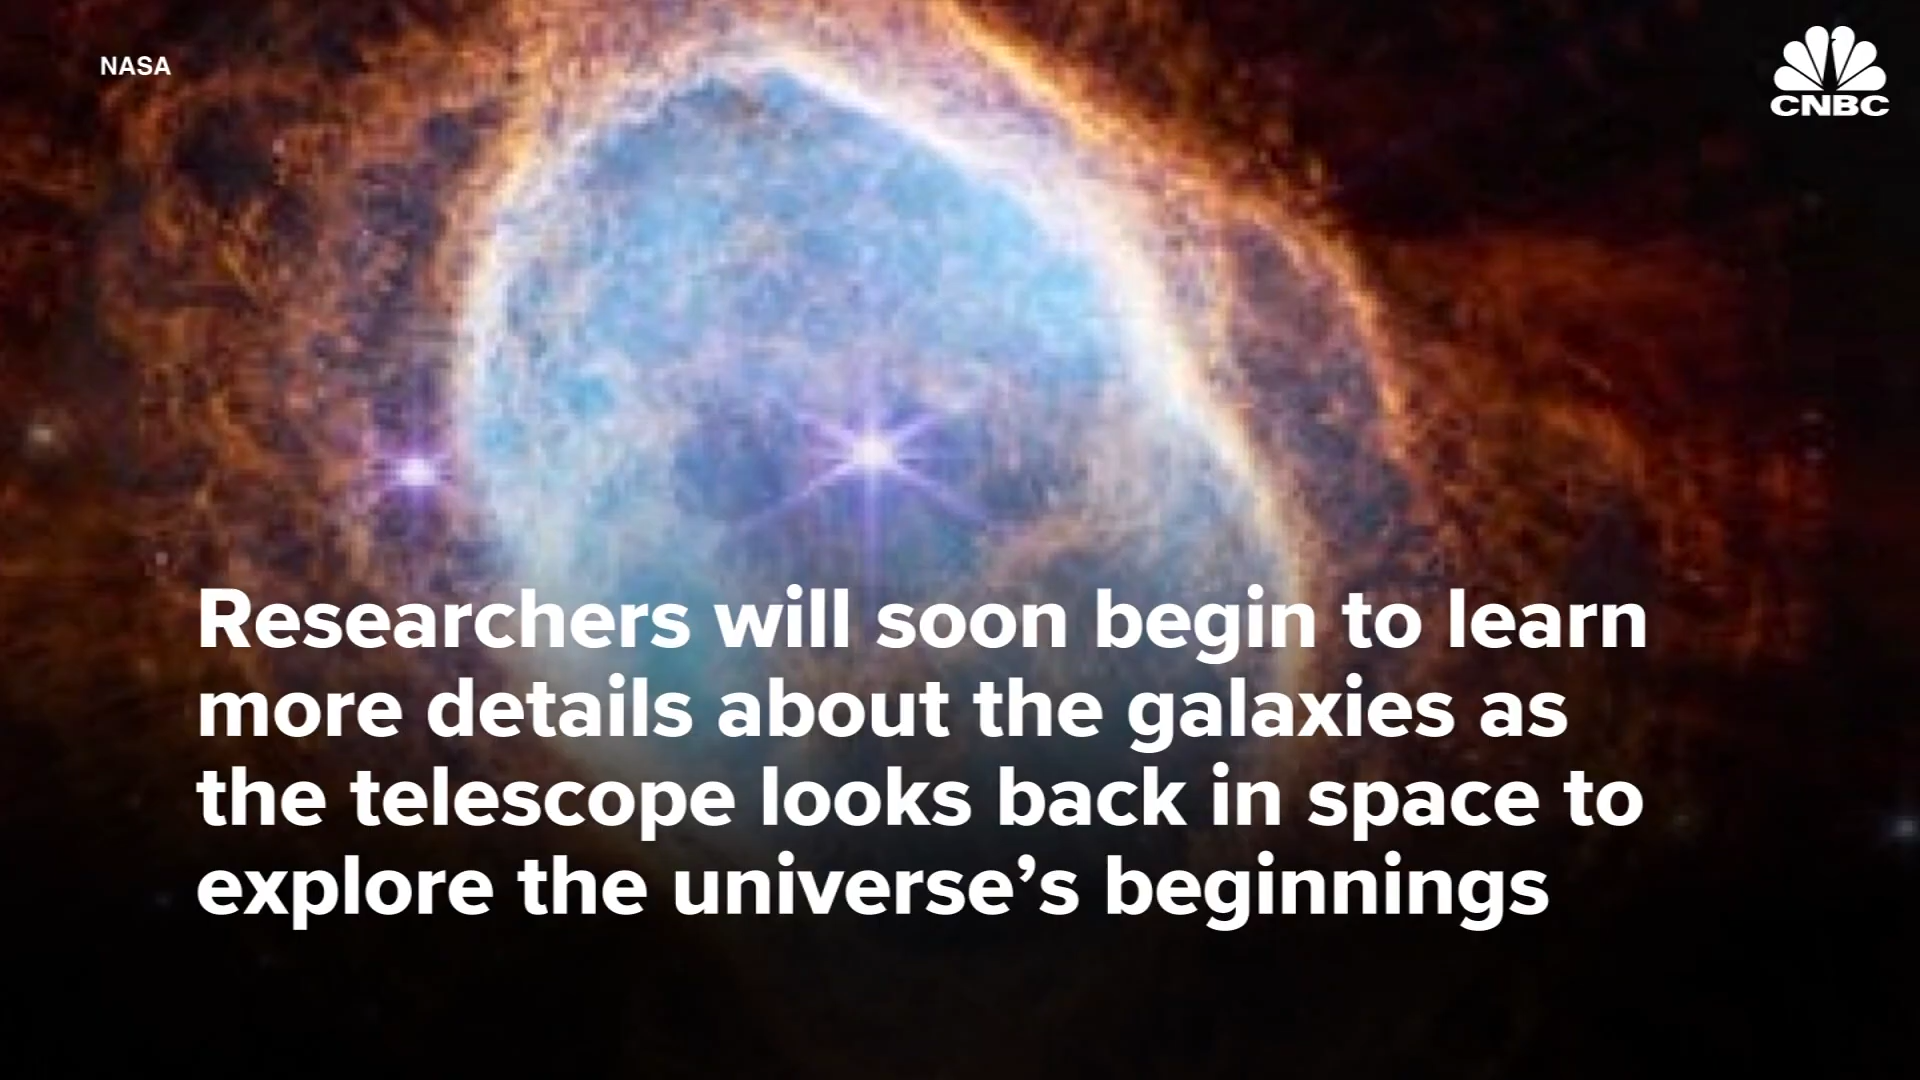 NASA
CNBC
Researchers will soon begin to learn
more details about the galaxies as
the telescope looks back in space to
explore the universe’s beginnings